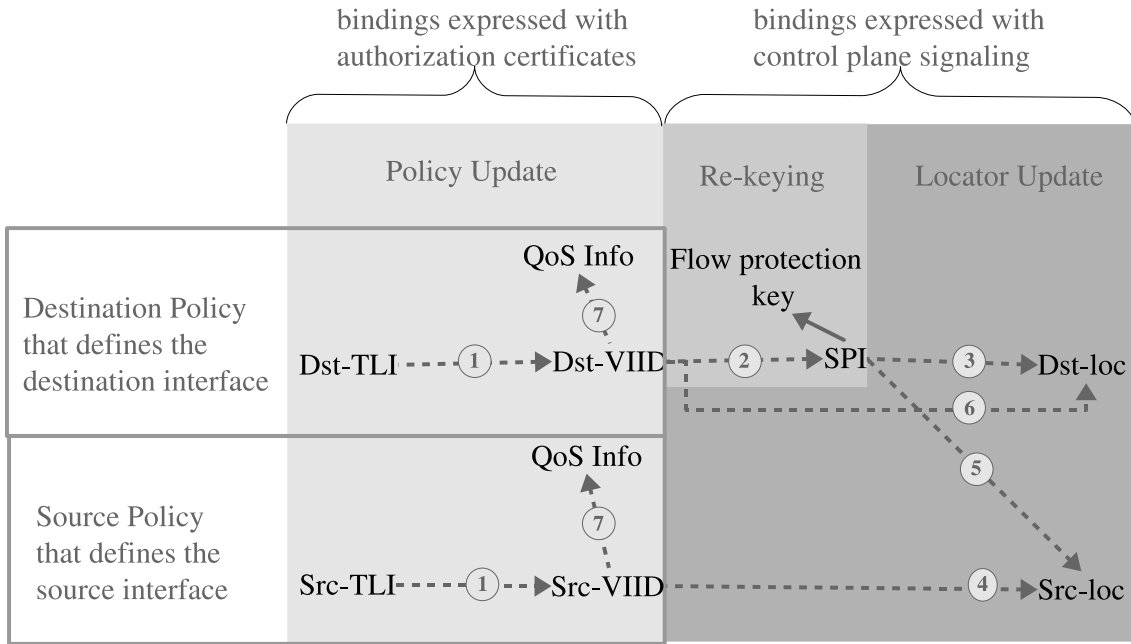 bindings expressed with
authorization certificates
bindings expressed with
control plane signaling
Policy Update
Re-keying
Locator Update
Destination Policy
that defines the
destination interface
QoS Info
7
Dst-TLI
1
Dst-VIID
Flow protection
key
2
SPI
3
Dst-loc
6
Source Policy
that defines the
source interface
QoS Info
7
5
Src-TLI
1
Src-VIID
4
Src-loc